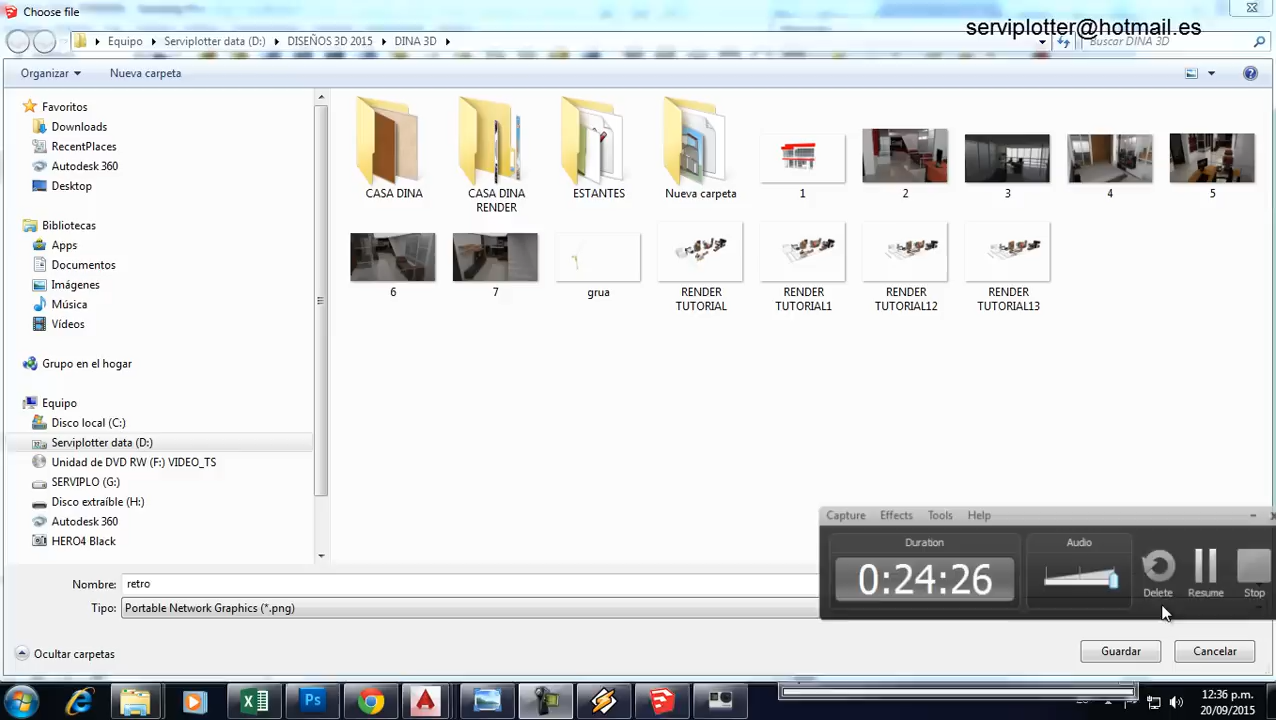 Choose file
serviplotter@hotmail.es
Equipo
Serviplotter data (D:)
DISEÑOS 3D 2015
DINA 3D
Buscar DINA 3D
Organizar
Nueva carpeta
Favoritos
Downloads
RecentPlaces
Autodesk 360
Desktop
Bibliotecas
Apps
Documentos
Imágenes
Música
Vídeos
Grupo en el hogar
Equipo
Disco local (C:)
Serviplotter data (D:)
Unidad de DVD RW (F:) VIDEO_TS
SERVIPLO (G:)
Disco extraíble (H:)
Autodesk 360
HERO4 Black
CASA DINA
CASA DINA
RENDER
ESTANTES
Nueva carpeta
1
2
3
4
5
6
7
grua
RENDER
TUTORIAL
RENDER
TUTORIAL1
RENDER
TUTORIAL12
RENDER
TUTORIAL13
Capture
Effects
Tools
Help
Duration
Audio
0:24:26
Delete
Resume
Stop
Nombre:
retro
Tipo:
Portable Network Graphics (*.png)
Ocultar carpetas
Guardar
Cancelar
12:36 p.m.
20/09/2015